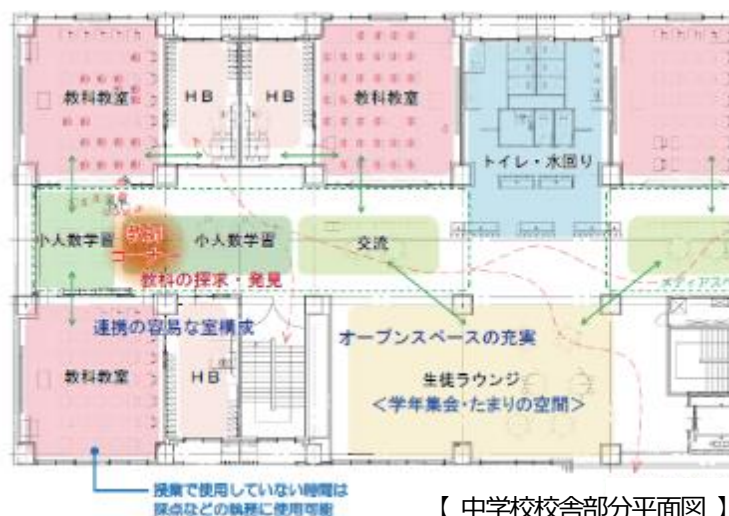 教科教室
HB
HB
教科教室
トイレ・水回り
小人数学習
小人数学習
交流
教科の探求・発見
連携の容易な室構成
オープンスペースの充実
教科教室
HB
生徒ラウンジ
<学年集会・たまりの空間>
授業で使用していない時間は
採点などの執務に使用可能
【 中学校校舎部分平面図 】